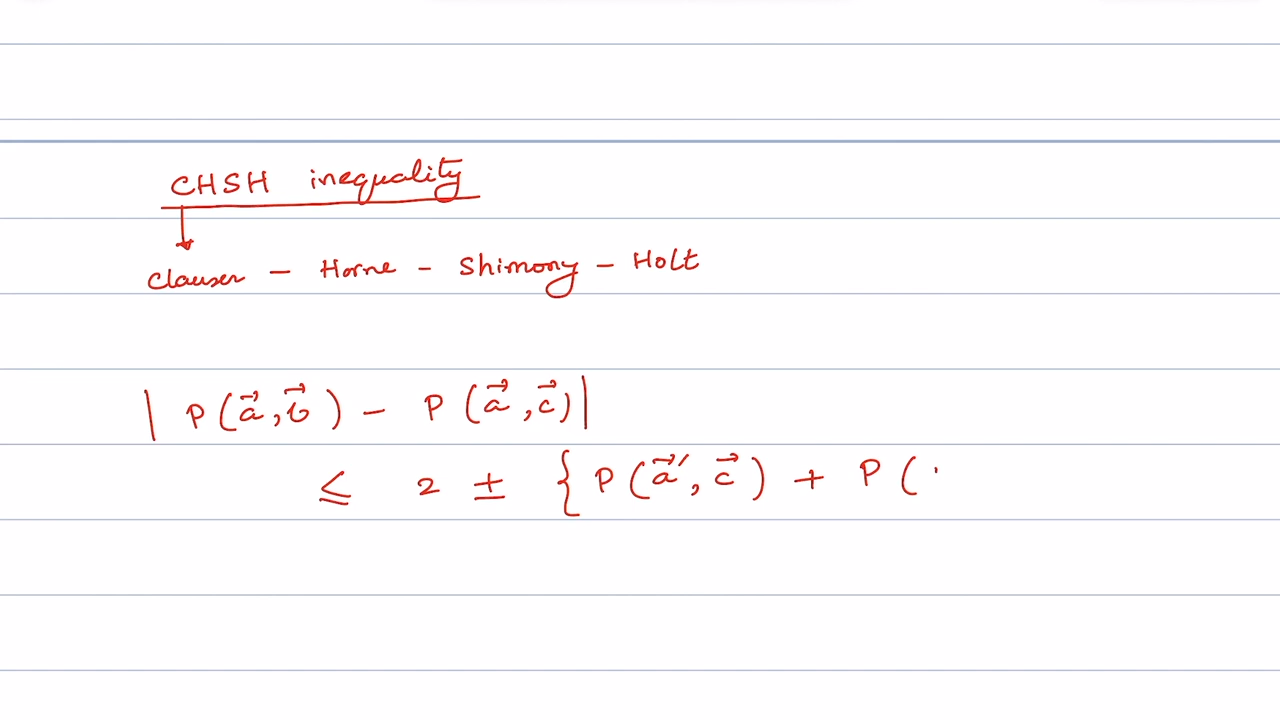 CHSH inequality
Clauser - Horne - Shimony - Holt
| P(a⃗, b⃗) - P(a⃗, c⃗)|
≤ 2 ± { P(a⃗′, c⃗) + P(